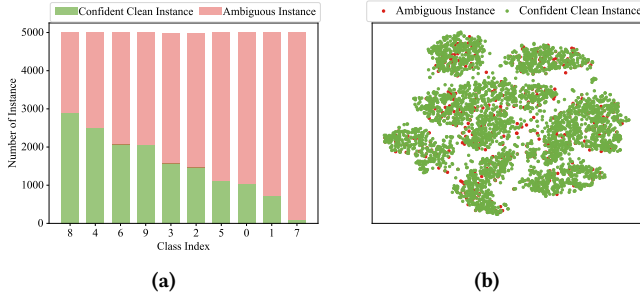 Confident Clean Instance Ambiguous Instance
5000
4000
3000
2000
1000
0
Number of Instance
8 4 6 9 3 2 5 0 1 7
Class Index
(a)
Ambiguous Instance Confident Clean Instance
(b)